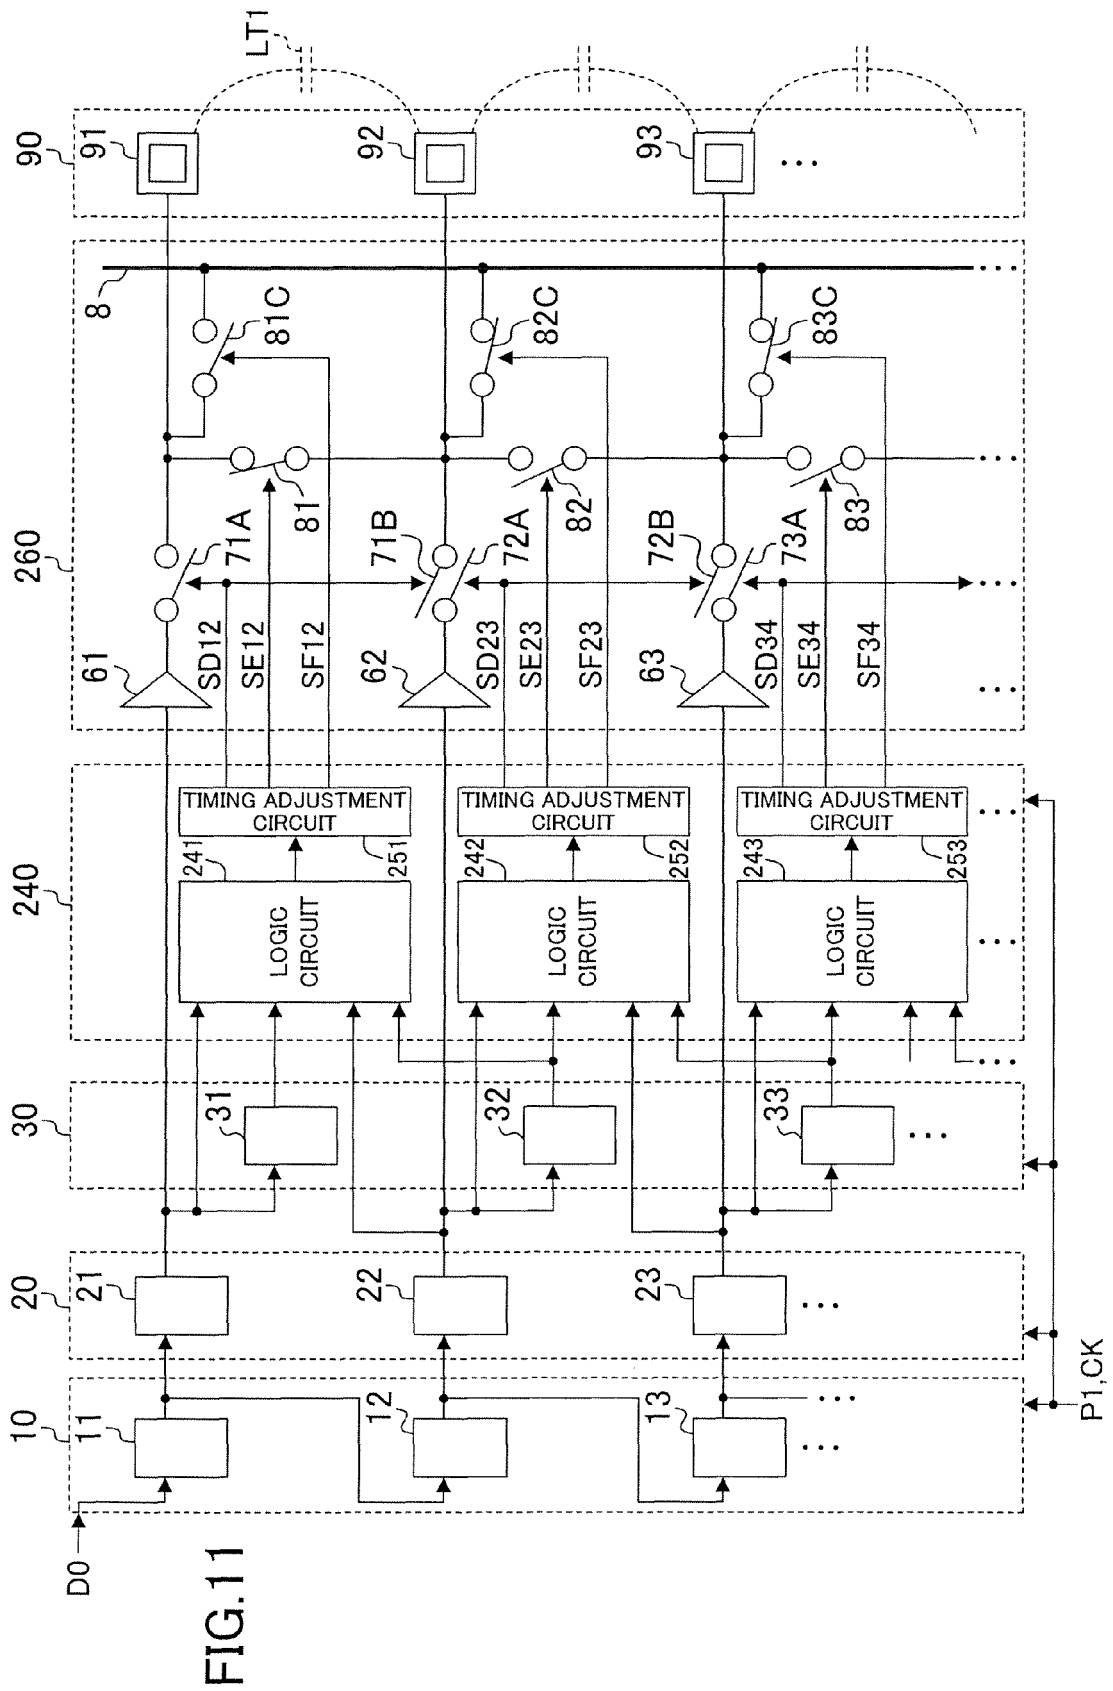 FIG.11
D0
10
11
12
13
...
...
20
21
22
23
...
P1,CK
30
31
32
33
...
...
240
241
LOGIC
CIRCUIT
242
LOGIC
CIRCUIT
243
LOGIC
CIRCUIT
...
251
TIMING ADJUSTMENT
CIRCUIT
252
TIMING ADJUSTMENT
CIRCUIT
253
TIMING ADJUSTMENT
CIRCUIT
...
260
61
SD12
SE12
SF12
62
SD23
SE23
SF23
63
SD34
SE34
SF34
...
71A
71B
72A
72B
73A
...
81
82
83
...
81C
82C
83C
8
...
90
91
92
93
...
LT1